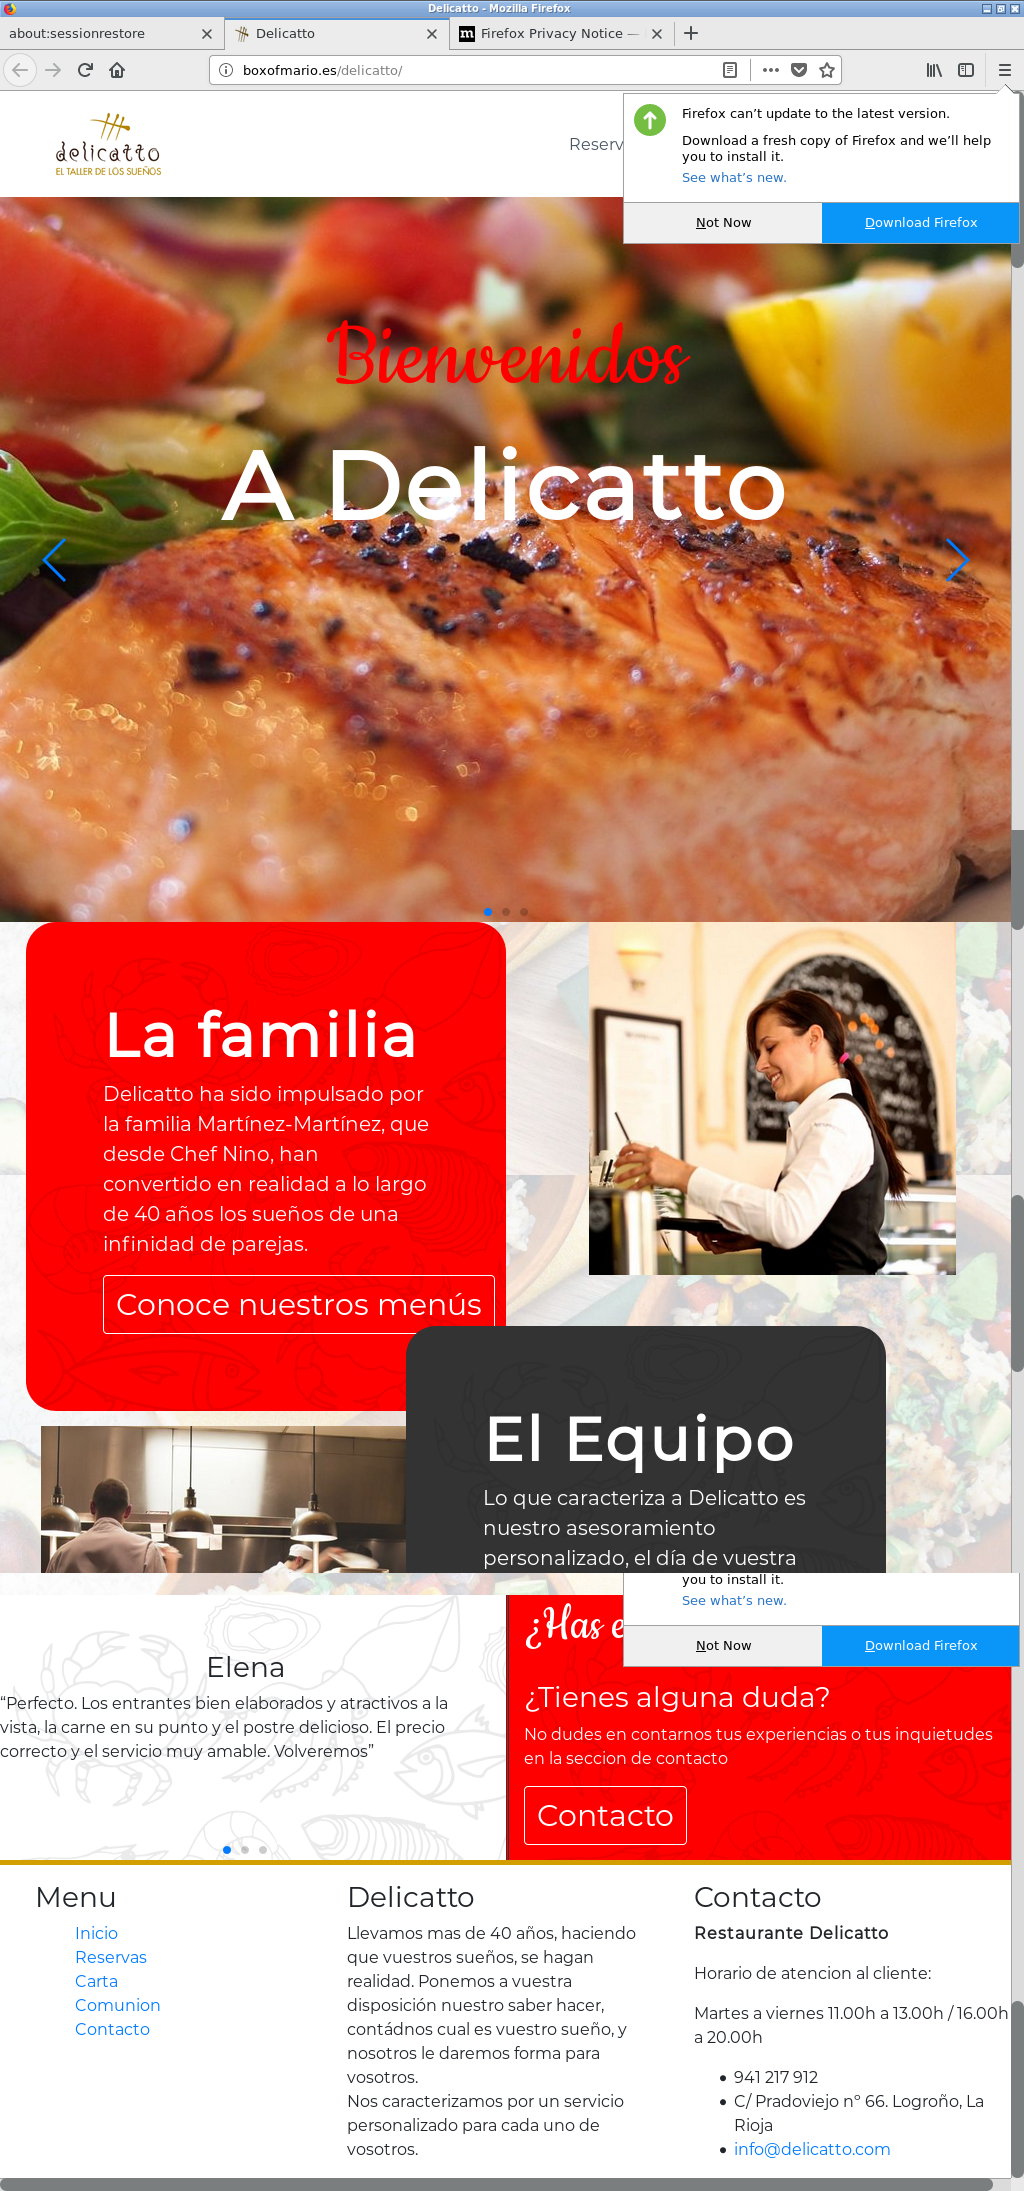 Delicatto - Mozilla Firefox
about:sessionrestore
Delicatto
Firefox Privacy Notice —
boxofmario.es/delicatto/
Firefox can't update to the latest version.
Download a fresh copy of Firefox and we'll help
you to install it.
See what's new.
Not Now
Download Firefox
delicatto
EL TALLER DE LOS SUEÑOS
Reserv
Bienvenidos
A Delicatto
La familia
Delicatto ha sido impulsado por
la familia Martínez-Martínez, que
desde Chef Nino, han
convertido en realidad a lo largo
de 40 años los sueños de una
infinidad de parejas.
Conoce nuestros menús
El Equipo
Lo que caracteriza a Delicatto es
nuestro asesoramiento
personalizado, el día de vuestra
you to install it.
See what's new.
Not Now
Download Firefox
Elena
“Perfecto. Los entrantes bien elaborados y atractivos a la
vista, la carne en su punto y el postre delicioso. El precio
correcto y el servicio muy amable. Volveremos”
¿Has e
¿Tienes alguna duda?
No dudes en contarnos tus experiencias o tus inquietudes
en la seccion de contacto
Contacto
Menu
Inicio
Reservas
Carta
Comunion
Contacto
Delicatto
Llevamos mas de 40 años, haciendo
que vuestros sueños, se hagan
realidad. Ponemos a vuestra
disposición nuestro saber hacer,
contádnos cual es vuestro sueño, y
nosotros le daremos forma para
vosotros.
Nos caracterizamos por un servicio
personalizado para cada uno de
vosotros.
Contacto
Restaurante Delicatto
Horario de atencion al cliente:
Martes a viernes 11.00h a 13.00h / 16.00h
a 20.00h
941 217 912
C/ Pradoviejo nº 66. Logroño, La
Rioja
info@delicatto.com